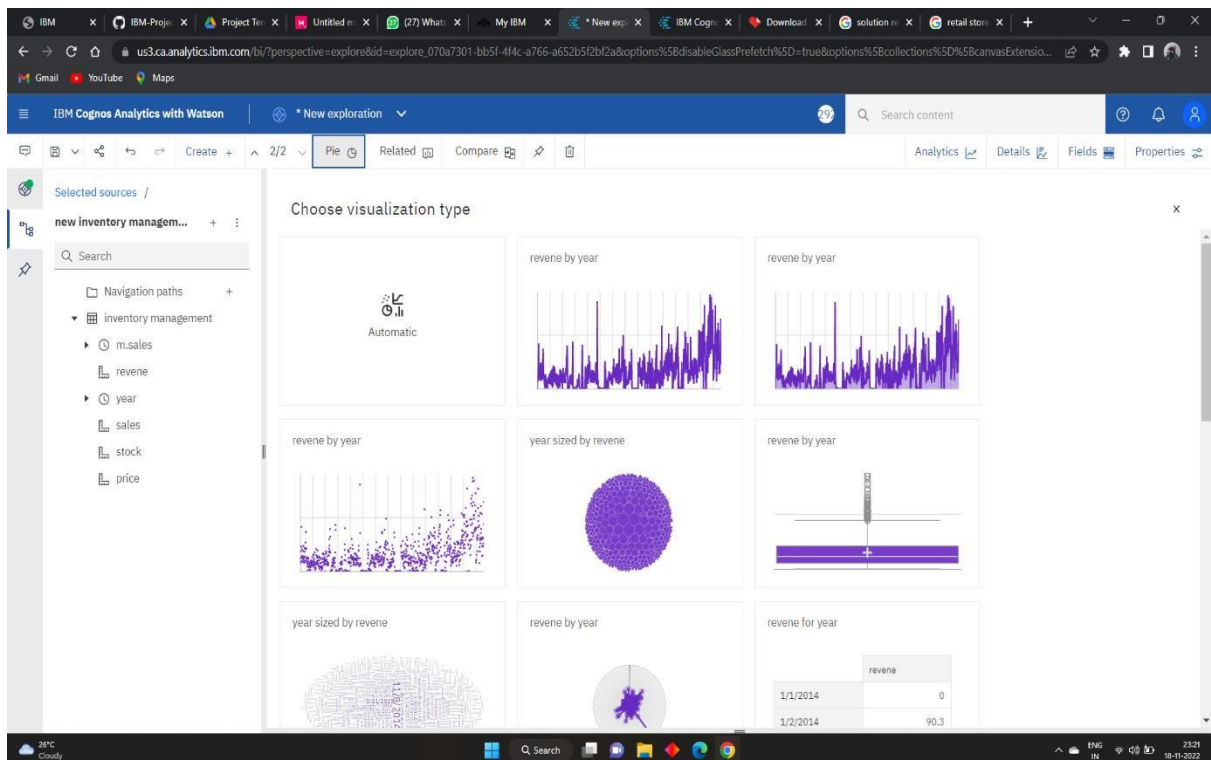 IBM
IBM-Projec
Project Ter
Untitled m
(27) Whats
My IBM
* New expl
IBM Cogno
Download
solution re
retail store
us3.ca.analytics.ibm.com/bi/?perspective=explore&id=explore_070a7301-bb5f-4f4c-a766-a652b5f2bf2a&options%5BdisableGlassPrefetch%5D=true&options%5Bcollections%5D%5BcanvasExtensio...
Gmail YouTube Maps
IBM Cognos Analytics with Watson * New exploration Search content
Create + 2/2 Pie Related Compare Analytics Details Fields Properties
Selected sources /
new inventory managem...
Search
Navigation paths
inventory management
m.sales
revene
year
sales
stock
price
Choose visualization type
Automatic
revene by year
revene by year
revene by year
year sized by revene
revene by year
year sized by revene
revene by year
revene for year
revene
1/1/2014 0
1/2/2014 90.3
26°C
Cloudy
Search
ENG
IN
23:21
18-11-2022